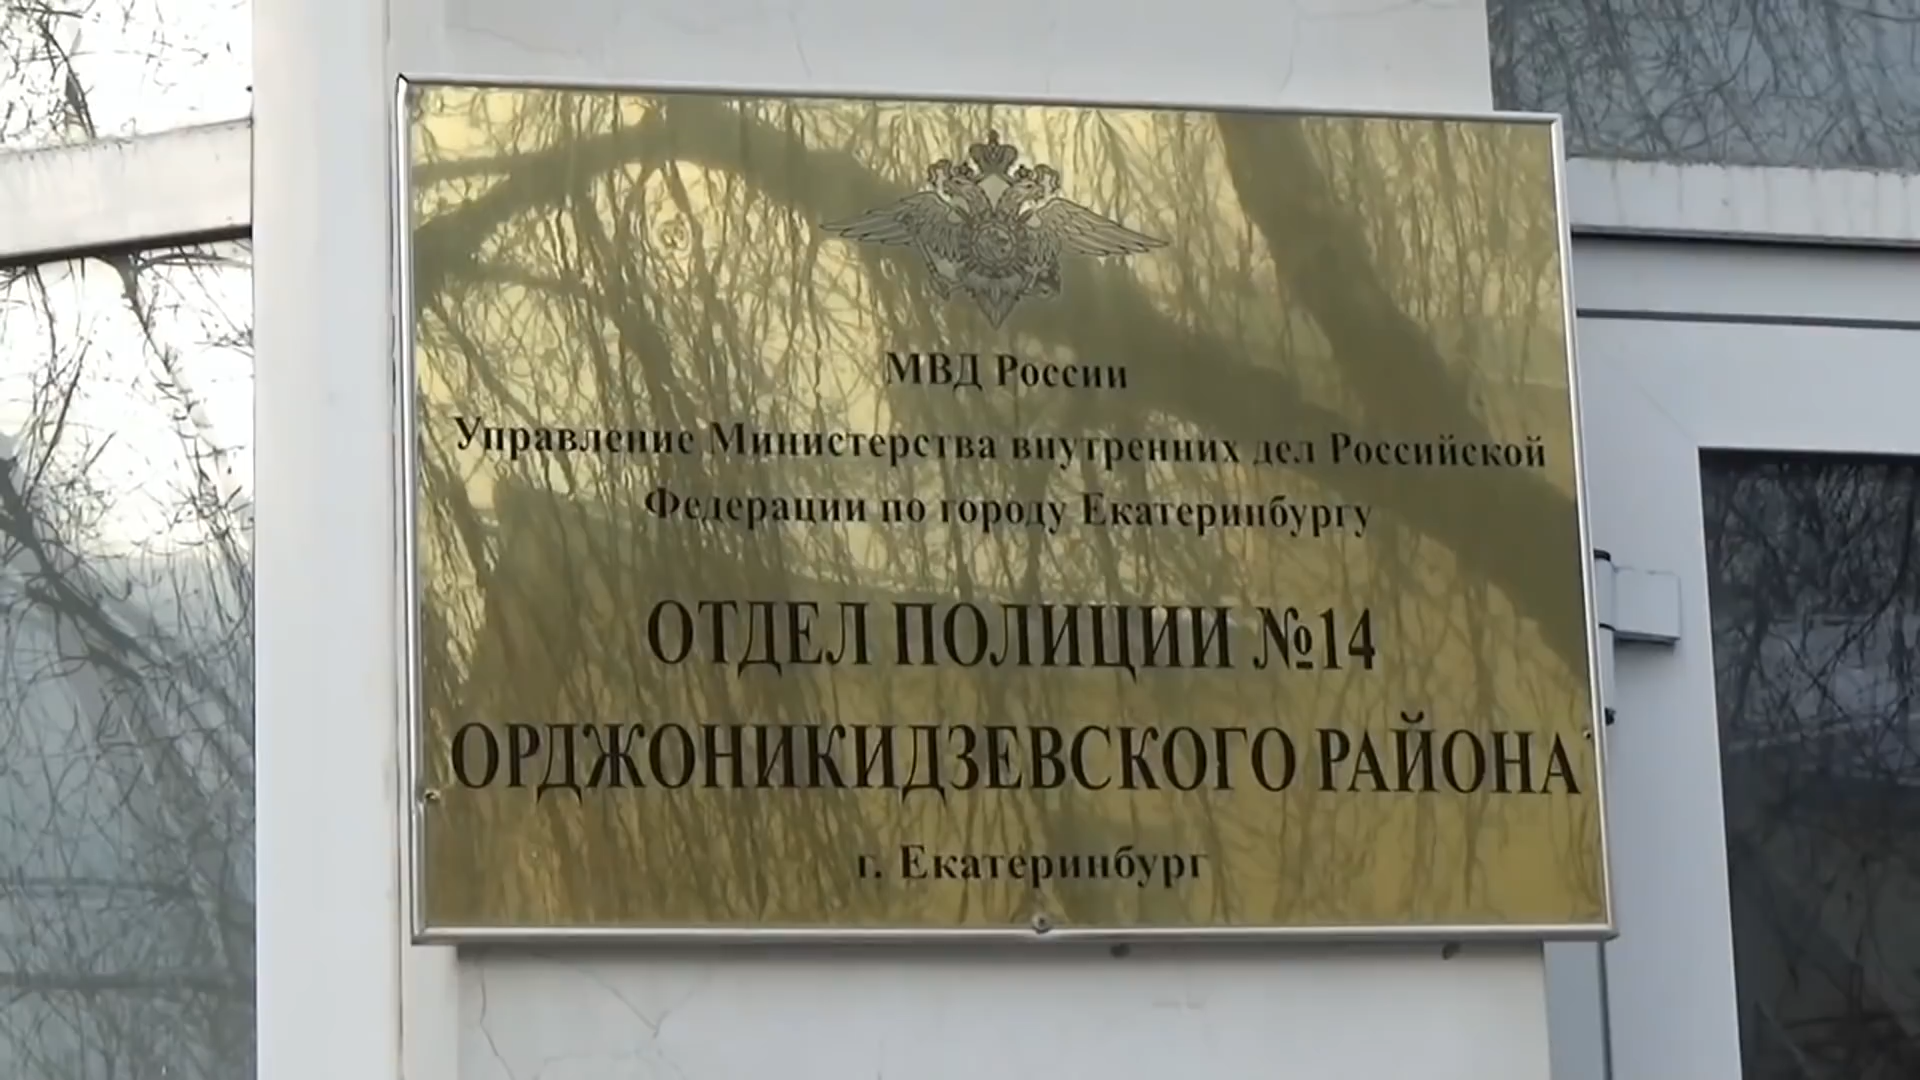 МВД России
Управление Министерства внутренних дел Российской
Федерации по городу Екатеринбургу
ОТДЕЛ ПОЛИЦИИ №14
ОРДЖОНИКИДЗЕВСКОГО РАЙОНА
г. Екатеринбург